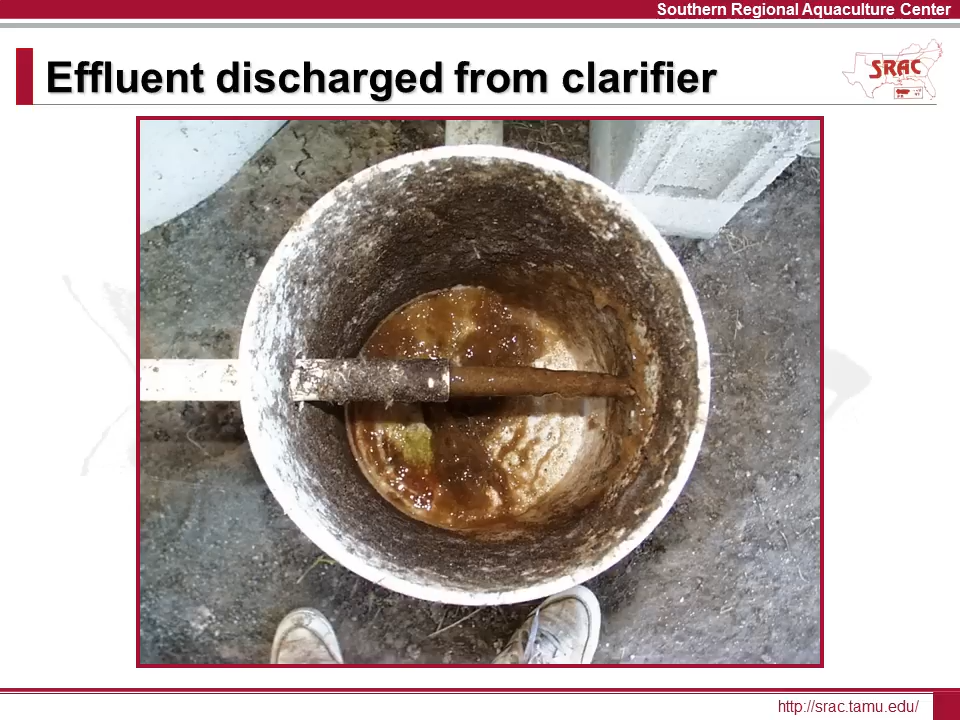 Southern Regional Aquaculture Center
Effluent discharged from clarifier
SRAC
http://srac.tamu.edu/